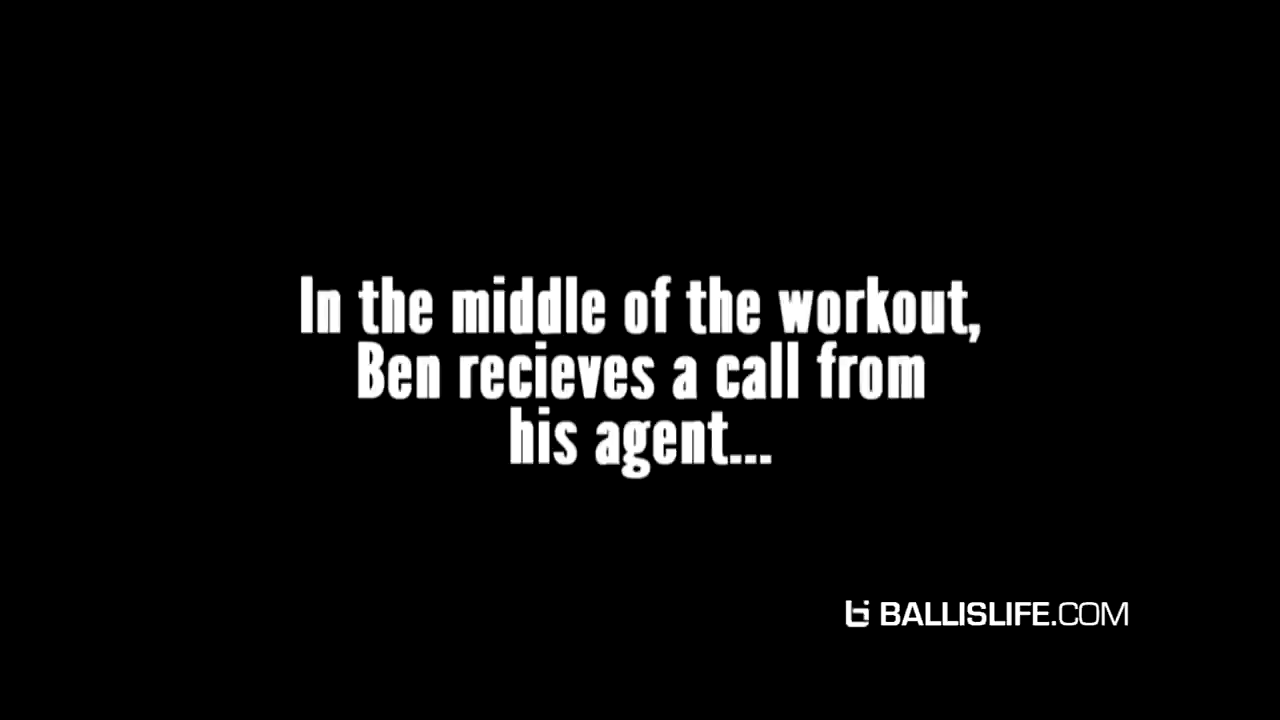 In the middle of the workout,
Ben recieves a call from
his agent...
BALLISLIFE.COM